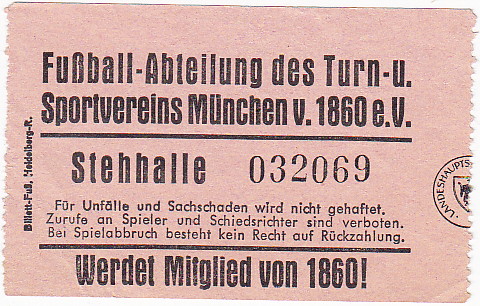 Fußball-Abteilung des Turn-u.
Sportvereins München v. 1860 e.V.
Stehhalle 032069
Für Unfälle und Sachschaden wird nicht gehaftet.
Zurufe an Spieler und Schiedsrichter sind verboten.
Bei Spielabbruch besteht kein Recht auf Rückzahlung.
Werdet Mitglied von 1860!
Billett-Fuß, Heidelberg-R.
LANDESHAUPTS